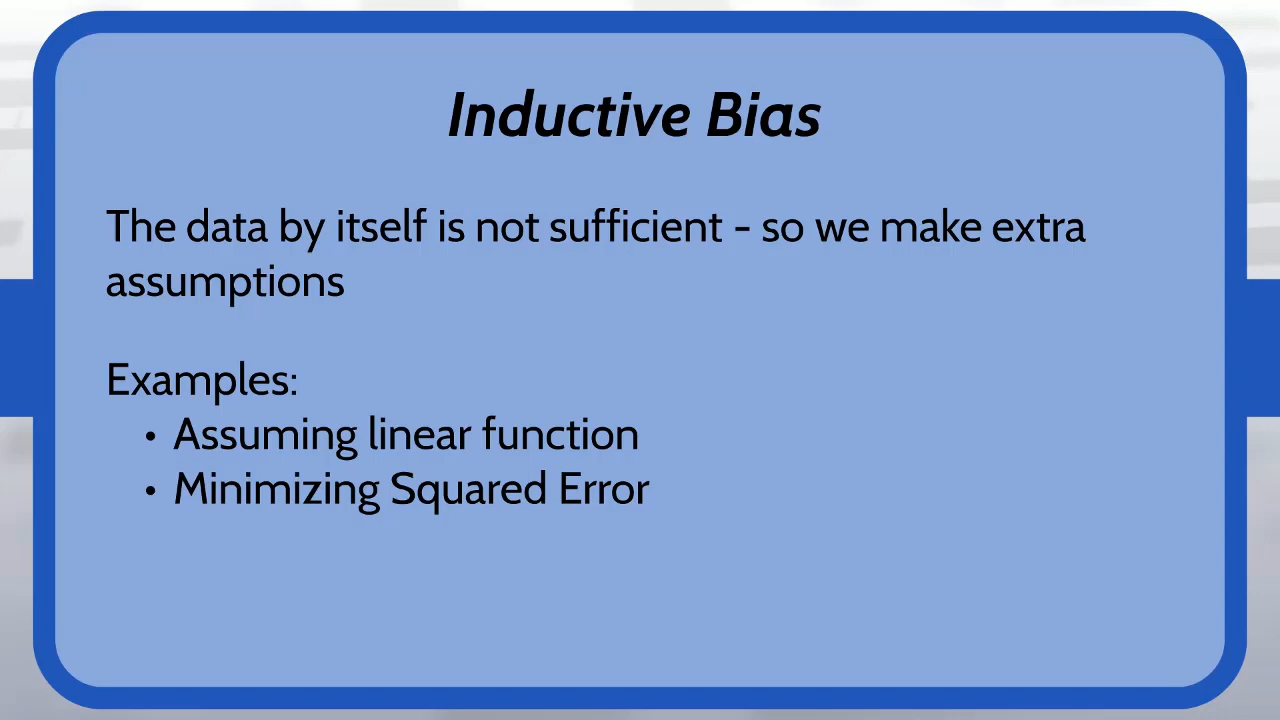 Inductive Bias
The data by itself is not sufficient - so we make extra
assumptions
Examples:
• Assuming linear function
• Minimizing Squared Error